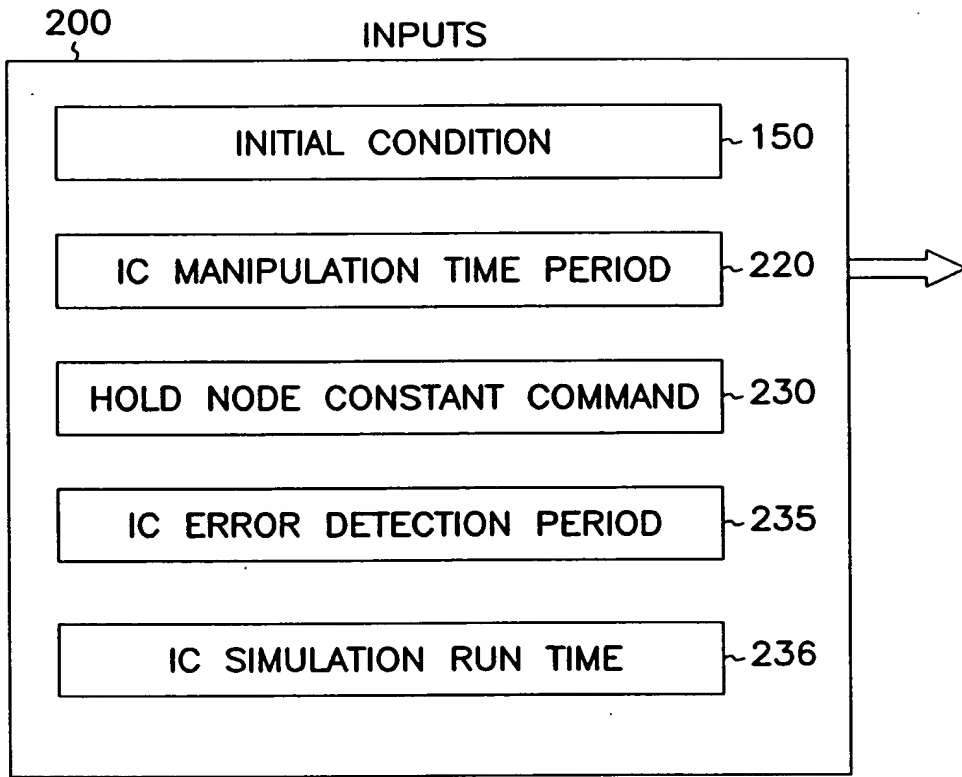 200
INPUTS
INITIAL CONDITION 150
IC MANIPULATION TIME PERIOD 220
HOLD NODE CONSTANT COMMAND 230
IC ERROR DETECTION PERIOD 235
IC SIMULATION RUN TIME 236